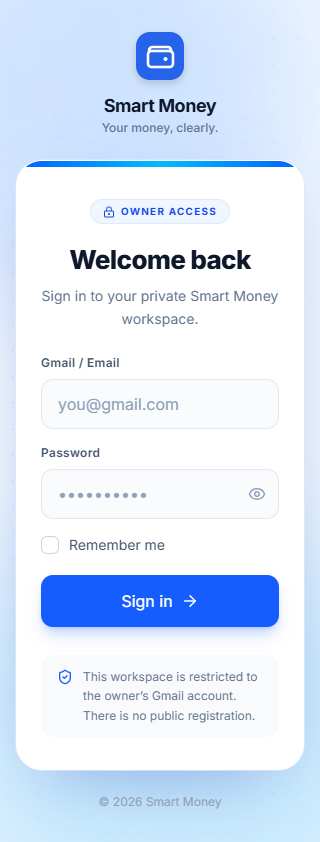 Smart Money
Your money, clearly.
OWNER ACCESS
Welcome back
Sign in to your private Smart Money
workspace.
Gmail / Email
you@gmail.com
Password
••••••••••
Remember me
Sign in →
This workspace is restricted to
the owner’s Gmail account.
There is no public registration.
© 2026 Smart Money